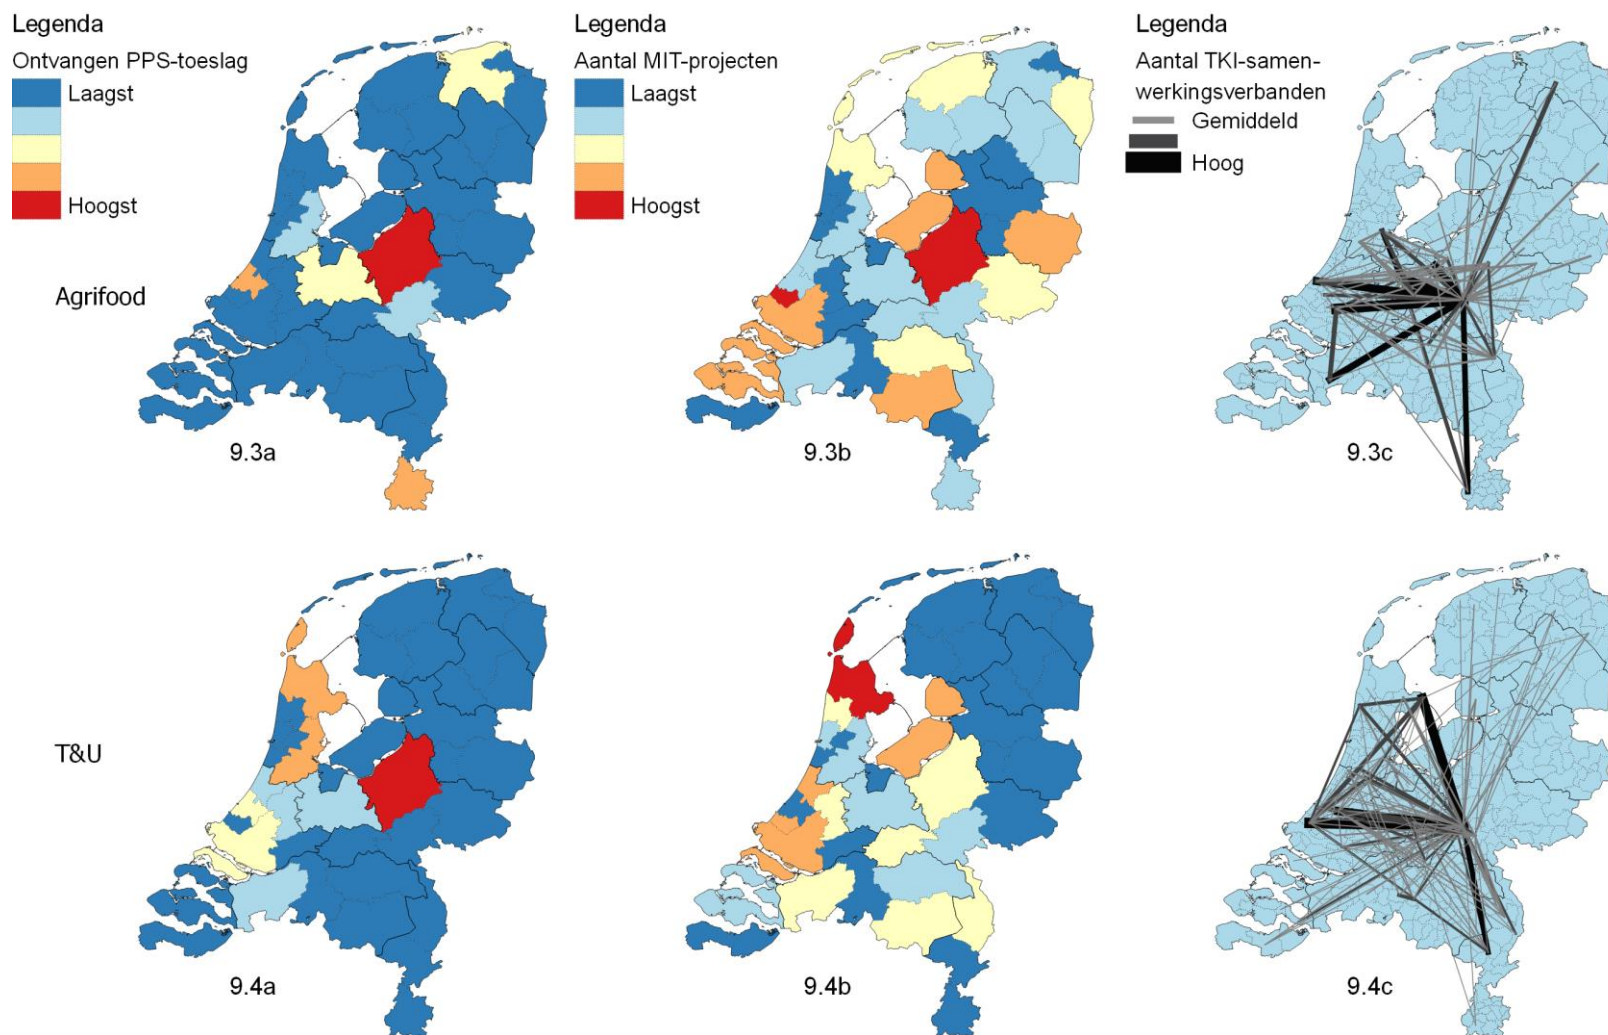 Legenda
Ontvangen PPS-toeslag
Laagst
Hoogst
Legenda
Aantal MIT-projecten
Laagst
Hoogst
Legenda
Aantal TKI-samen-
werkingsverbanden
Gemiddeld
Hoog
Agrifood
9.3a
9.3b
9.3c
T&U
9.4a
9.4b
9.4c